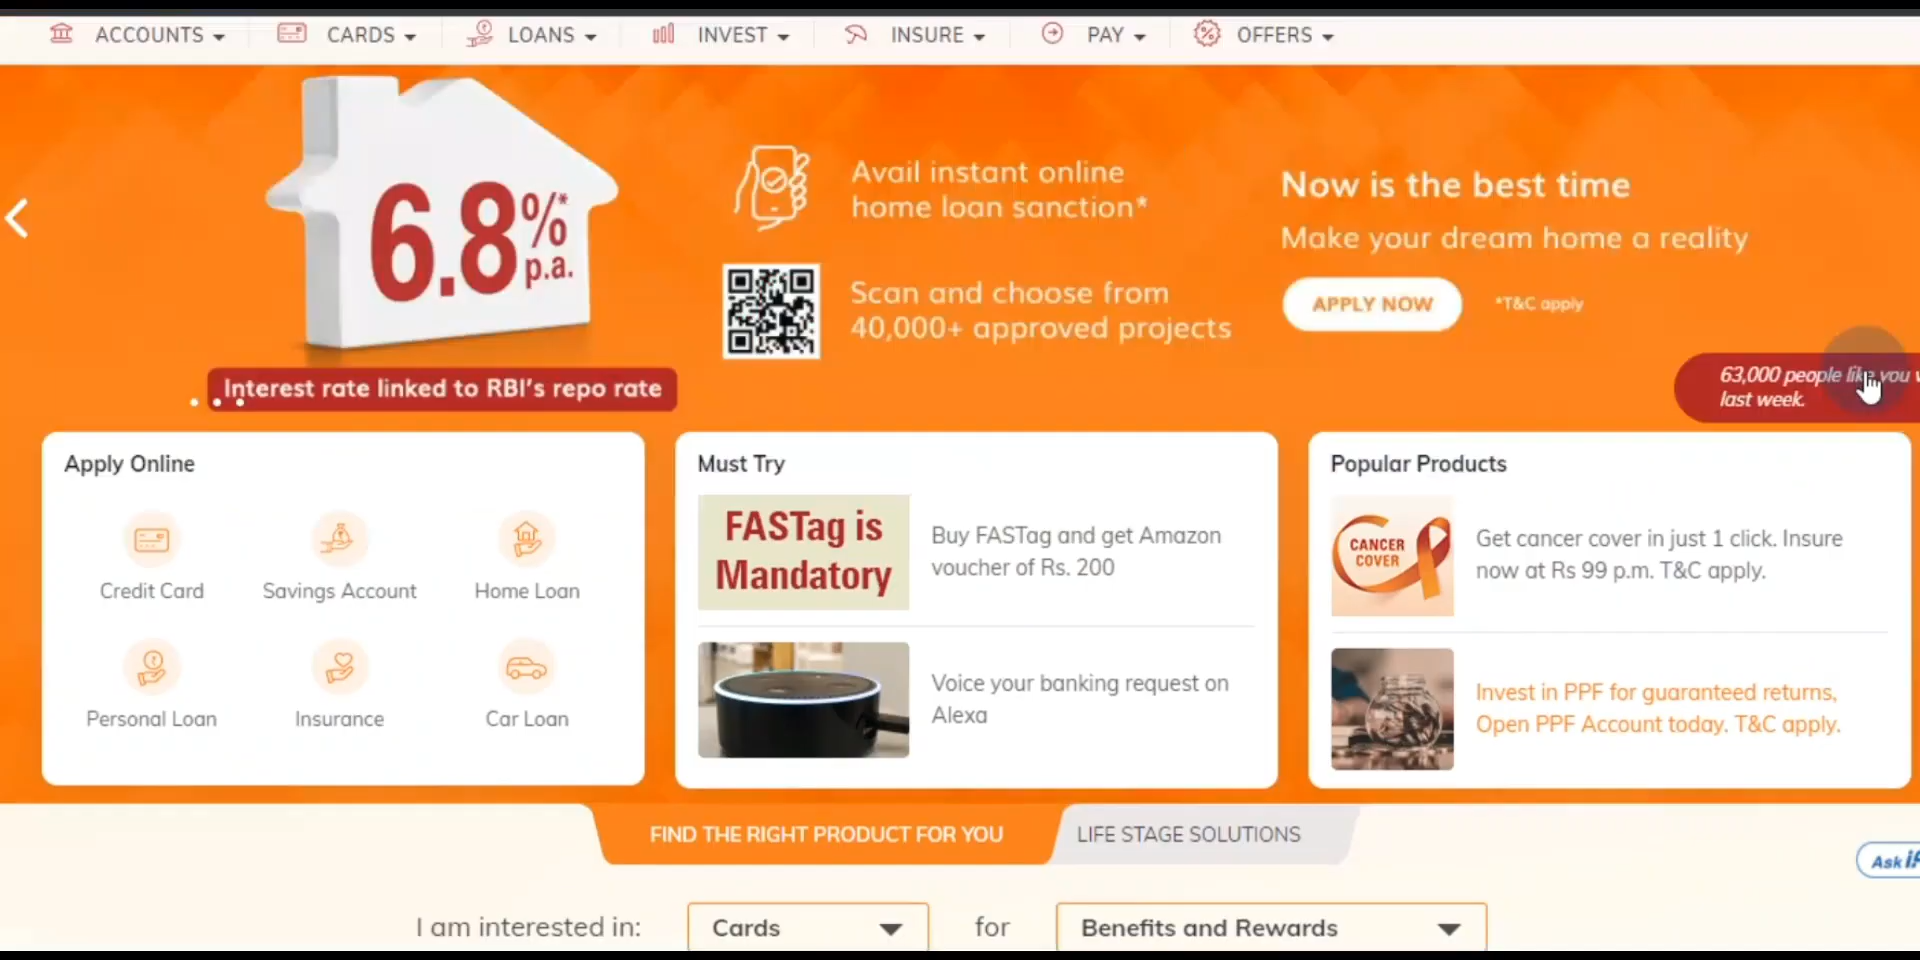 ACCOUNTS
CARDS
LOANS
INVEST
INSURE
PAY
OFFERS
6.8%*
p.a.
Interest rate linked to RBI's repo rate
Avail instant online
home loan sanction*
Scan and choose from
40,000+ approved projects
Now is the best time
Make your dream home a reality
APPLY NOW
*T&C apply
63,000 people like you
last week.
Apply Online
Credit Card
Savings Account
Home Loan
Personal Loan
Insurance
Car Loan
Must Try
FASTag is
Mandatory
Buy FASTag and get Amazon
voucher of Rs. 200
Voice your banking request on
Alexa
Popular Products
CANCER
COVER
Get cancer cover in just 1 click. Insure
now at Rs 99 p.m. T&C apply.
Invest in PPF for guaranteed returns,
Open PPF Account today. T&C apply.
FIND THE RIGHT PRODUCT FOR YOU
LIFE STAGE SOLUTIONS
Ask
I am interested in:
Cards
for
Benefits and Rewards